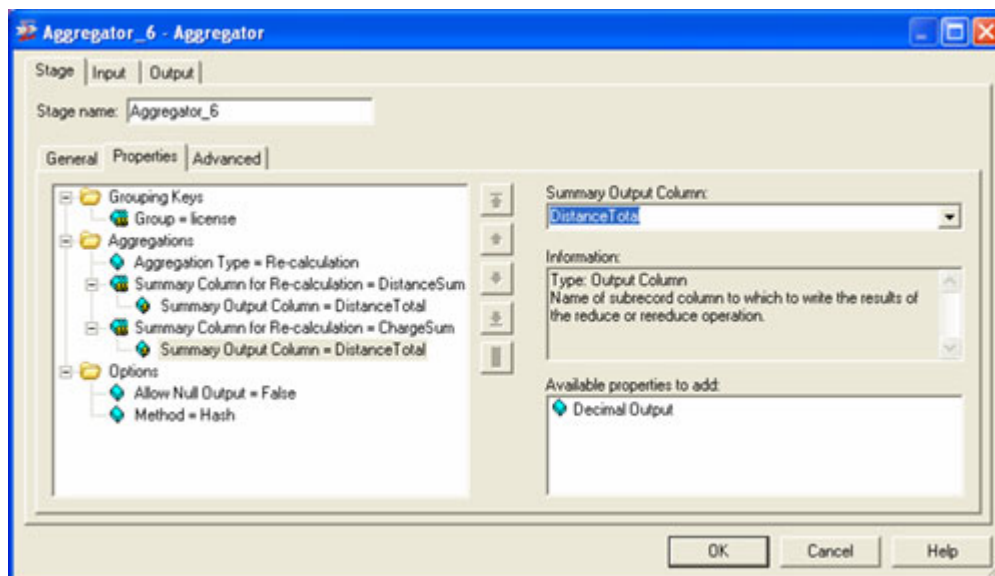 Aggregator_6 - Aggregator
Stage Input Output
Stage name: Aggregator_6
General Properties Advanced
Grouping Keys
Group = license
Aggregations
Aggregation Type = Re-calculation
Summary Column for Re-calculation = DistanceSum
Summary Output Column = DistanceTotal
Summary Column for Re-calculation = ChargeSum
Summary Output Column = DistanceTotal
Options
Allow Null Output = False
Method = Hash
Summary Output Column:
DistanceTotal
Information:
Type: Output Column
Name of subrecord column to which to write the results of
the reduce or rereduce operation.
Available properties to add:
Decimal Output
OK Cancel Help